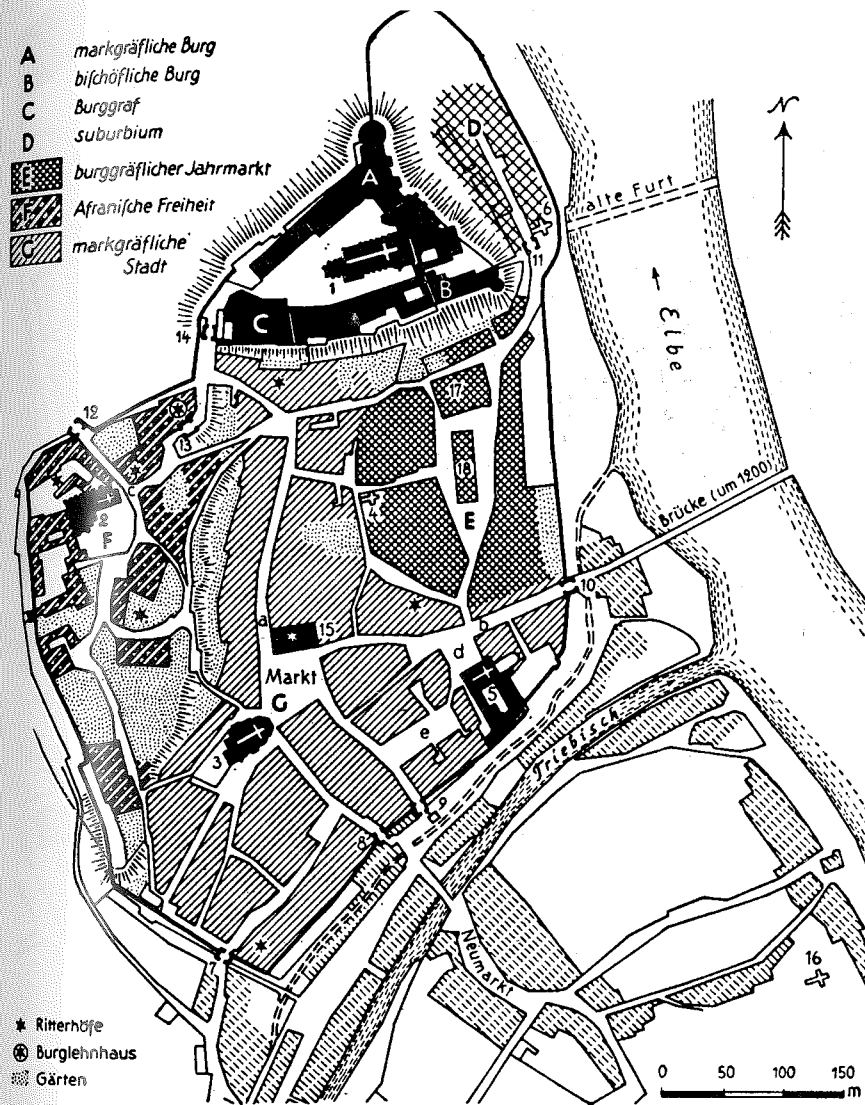 A markgräfliche Burg
B biſchöfliche Burg
C Burggraf
D suburbium
E burggräflicher Jahrmarkt
F Afraniſche Freiheit
G markgräfliche
Stadt
N
D
A
6
alte Furt
11
1
B
C
14
Elbe
17
12
13
18
4
c
2
E
F
Brücke (um 1200)
10
a
15
b
Markt
d
G
5
e
3
Triebisch
9
8
7
Neumarkt
16
Ritterhöfe
Burglehnhaus
Gärten
0 50 100 150
m